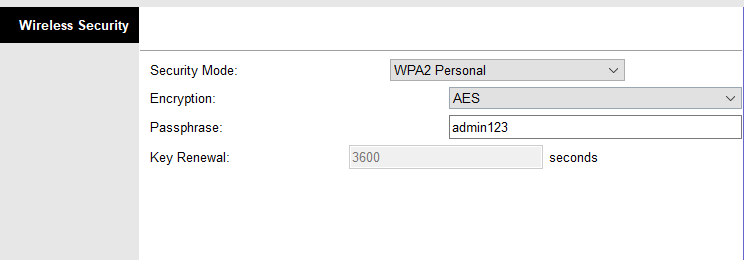 Wireless Security
Security Mode: WPA2 Personal
Encryption: AES
Passphrase: admin123
Key Renewal: 3600 seconds